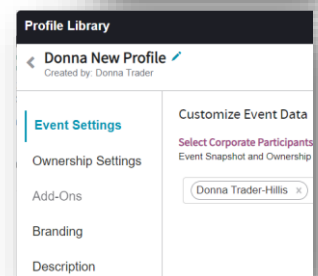 Profile Library
Donna New Profile
Created by: Donna Trader
Event Settings
Ownership Settings
Add-Ons
Branding
Description
Customize Event Data
Select Corporate Participants
Event Snapshot and Ownership
Donna Trader-Hillis ×